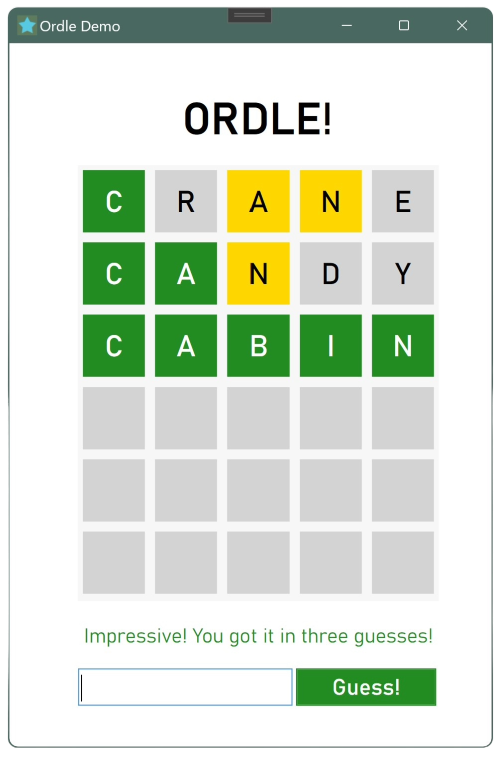 Ordle Demo
ORDLE!
C R A N E
C A N D Y
C A B I N
Impressive! You got it in three guesses!
Guess!